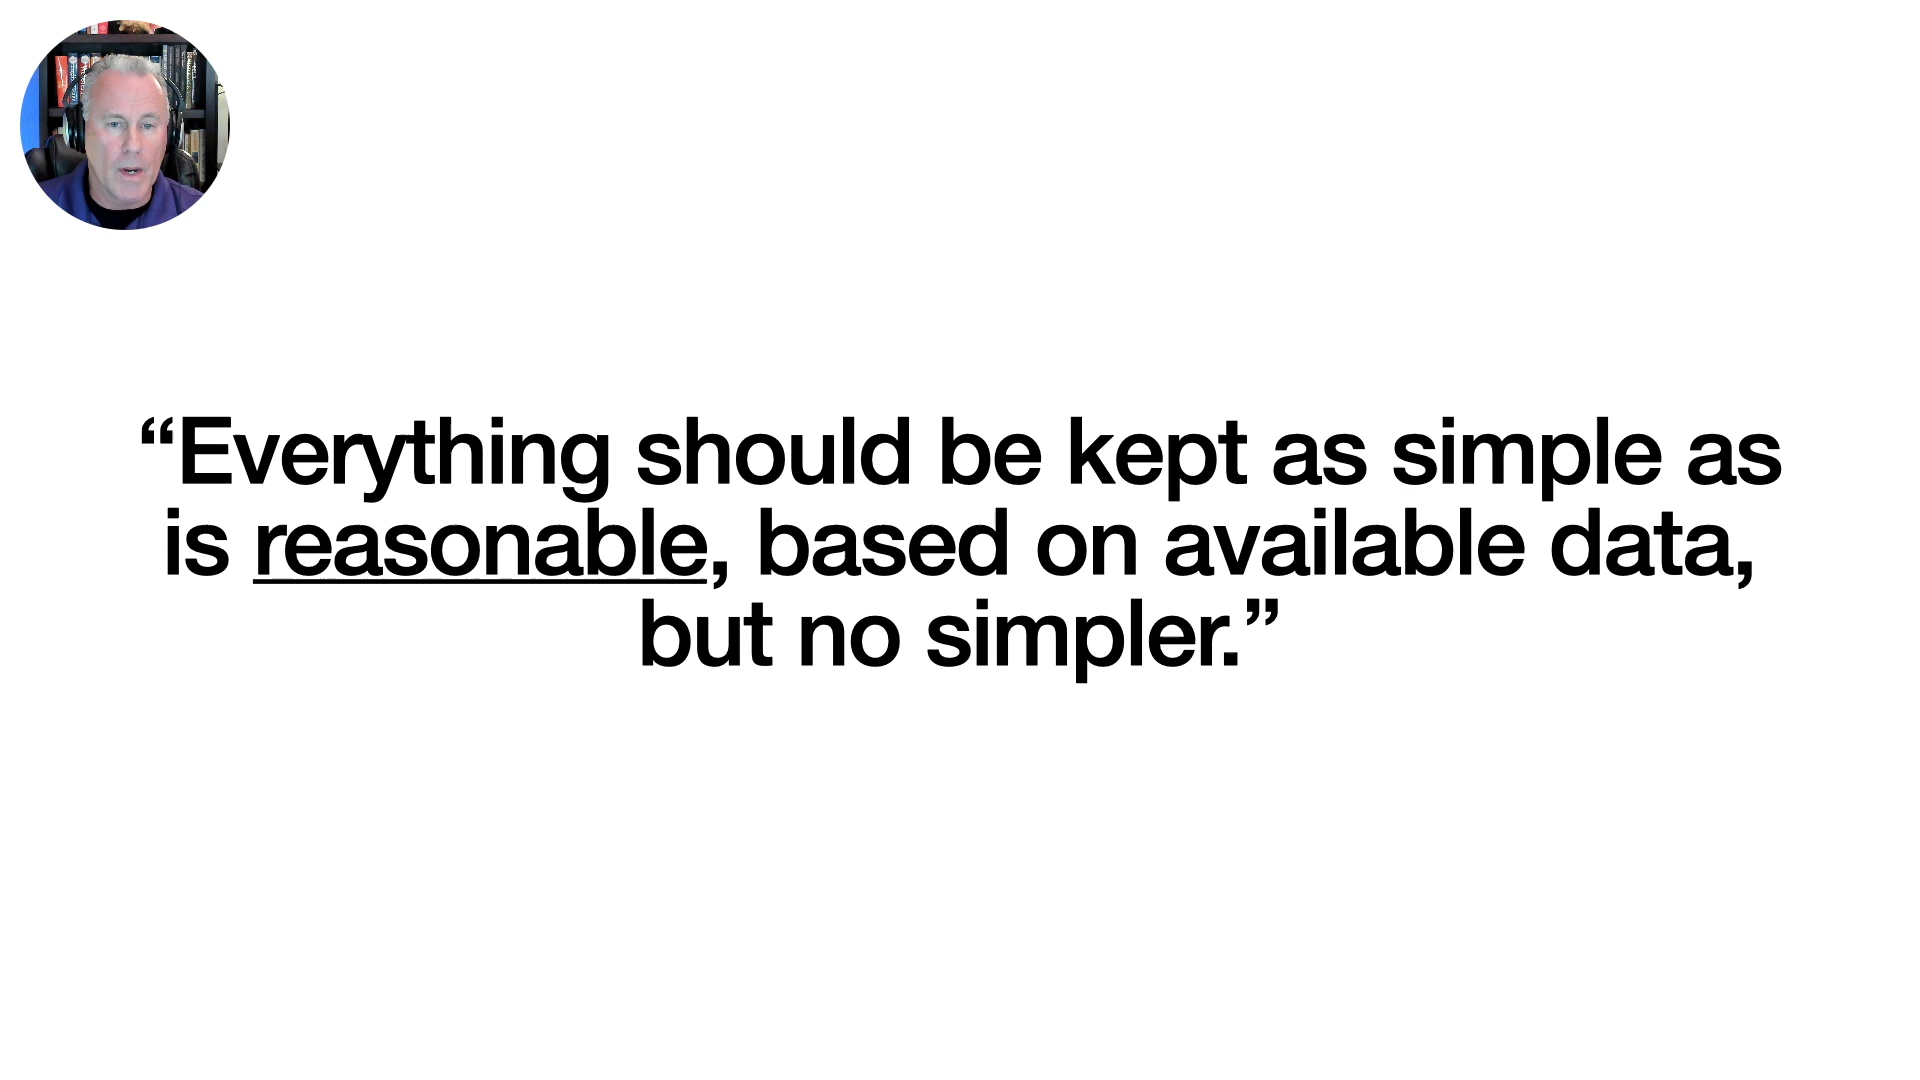 “Everything should be kept as simple as
is reasonable, based on available data,
but no simpler.”